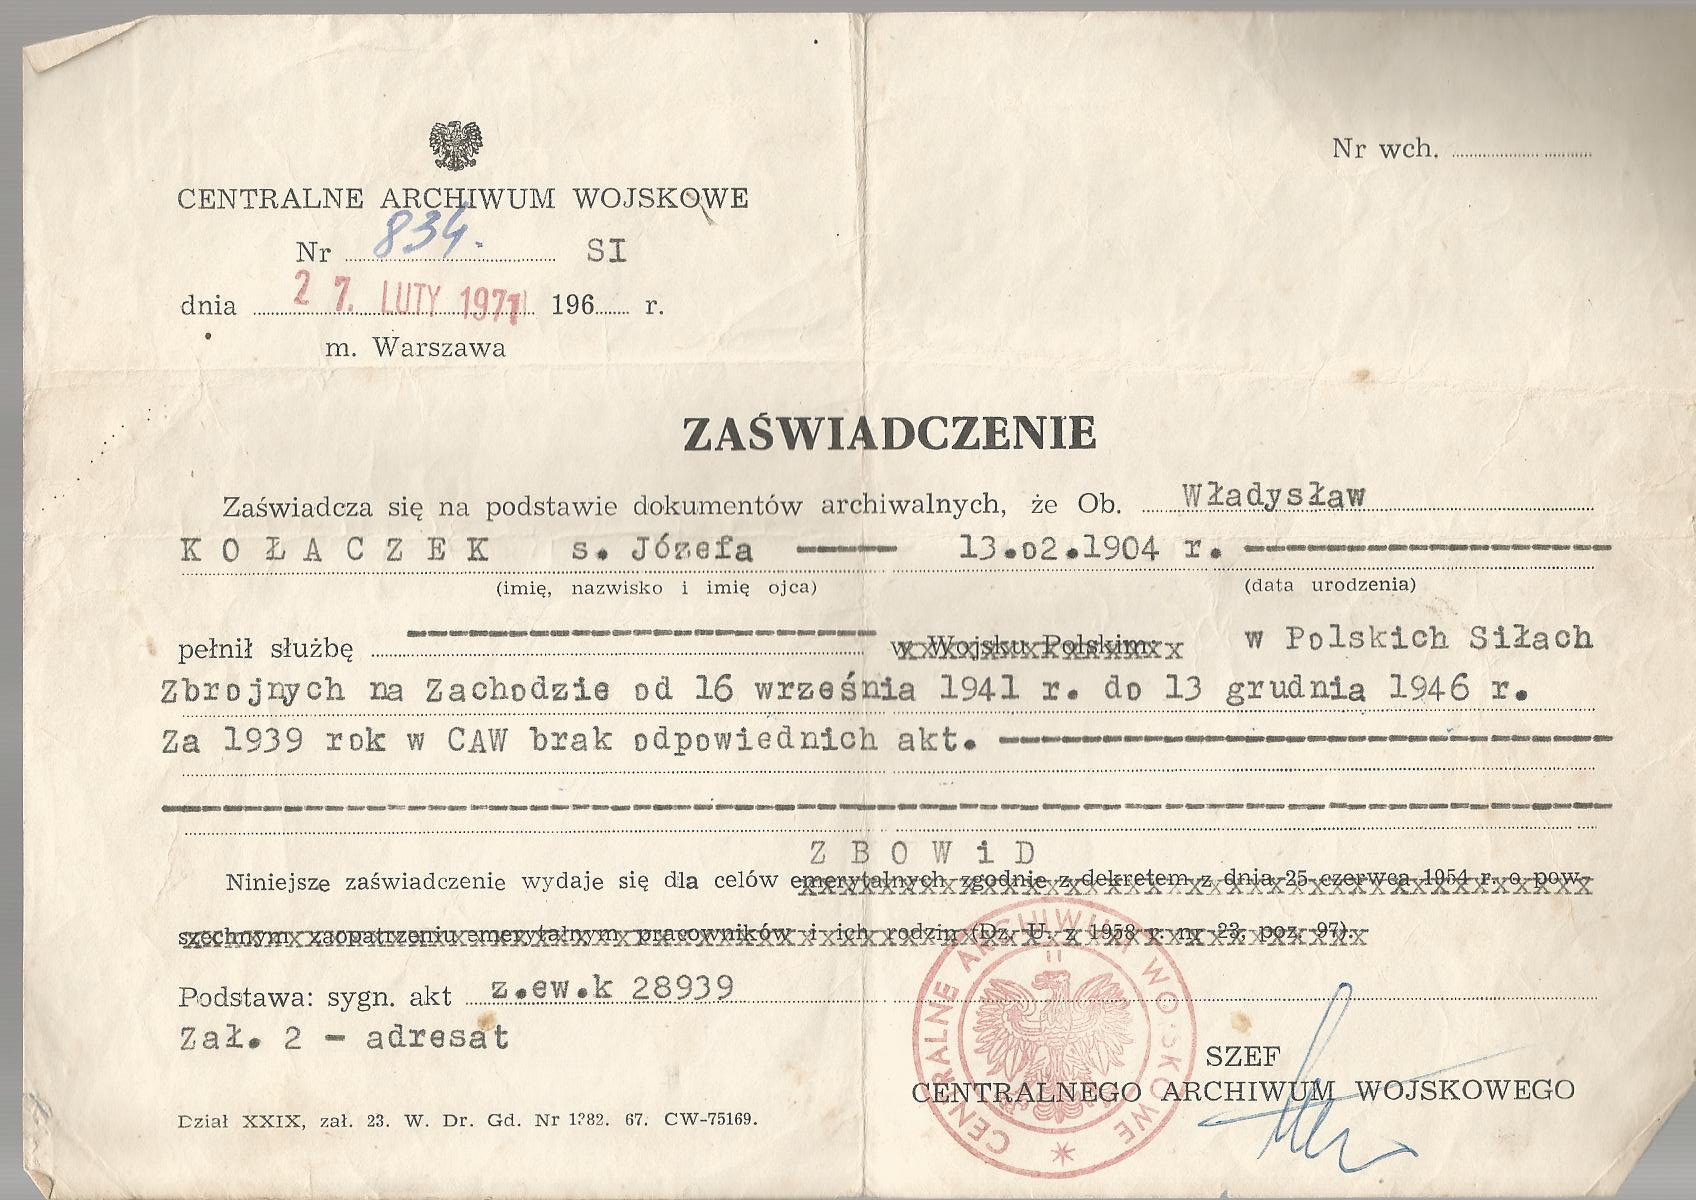 Nr wch.
CENTRALNE ARCHIWUM WOJSKOWE
Nr 834. SI
dnia 27. LUTY 1971 196 r.
m. Warszawa
ZAŚWIADCZENIE
Zaświadcza się na podstawie dokumentów archiwalnych, że Ob. Władysław
K O Ł A C Z E K s. Józefa 13.02.1904 r.
(imię, nazwisko i imię ojca) (data urodzenia)
pełnił służbę w Wojsku Polskim: w Polskich Siłach
Zbrojnych na Zachodzie od 16 września 1941 r. do 13 grudnia 1946 r.
Za 1939 rok w CAW brak odpowiednich akt.
Z B O W i D
Niniejsze zaświadczenie wydaje się dla celów emerytalnych zgodnie z dekretem z dnia 25 czerwca 1954 r. o pow-
szechnym zaopatrzeniu emerytalnym pracowników i ich rodzin (Dz. U. z 1958 r. nr 23, poz. 97).
Podstawa: sygn. akt z.ew.k 28939
Zał. 2 - adresat
CENTRALNE ARCHIWUM WOJSKOWE
SZEF
CENTRALNEGO ARCHIWUM WOJSKOWEGO
Dział XXIX, zał. 23. W. Dr. Gd. Nr 1382. 67. CW-75169.